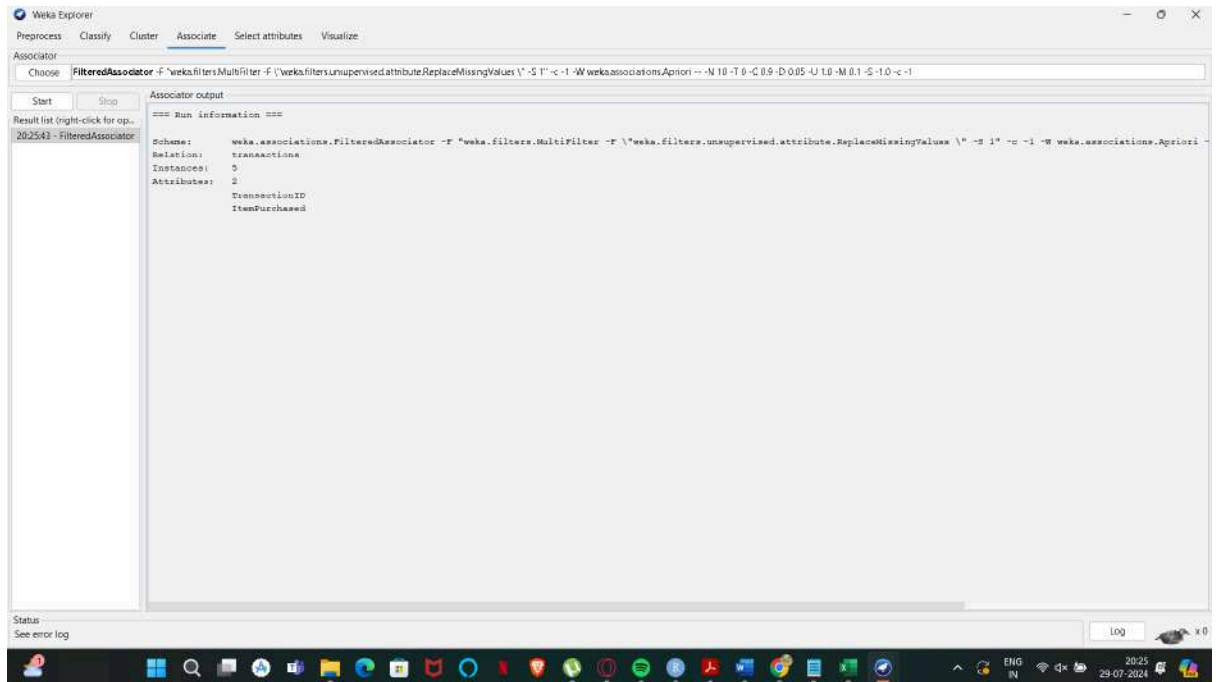 Weka Explorer
Preprocess Classify Cluster Associate Select attributes Visualize
Associator
Choose FilteredAssociator -F "weka.filters.MultiFilter -F \"weka.filters.unsupervised.attribute.ReplaceMissingValues \" -S 1" -c -1 -W weka.associations.Apriori -- -N 10 -T 0 -C 0.9 -D 0.05 -U 1.0 -M 0.1 -S -1.0 -c -1
Start Stop
Result list (right-click for op...
20:25:43 - FilteredAssociator
Associator output
=== Run information ===
Scheme: weka.associations.FilteredAssociator -F "weka.filters.MultiFilter -F \"weka.filters.unsupervised.attribute.ReplaceMissingValues \" -S 1" -c -1 -W weka.associations.Apriori -
Relation: transactions
Instances: 5
Attributes: 2
TransactionID
ItemPurchased
Status
See error log
Log x 0
ENG
IN
20:25
29-07-2024